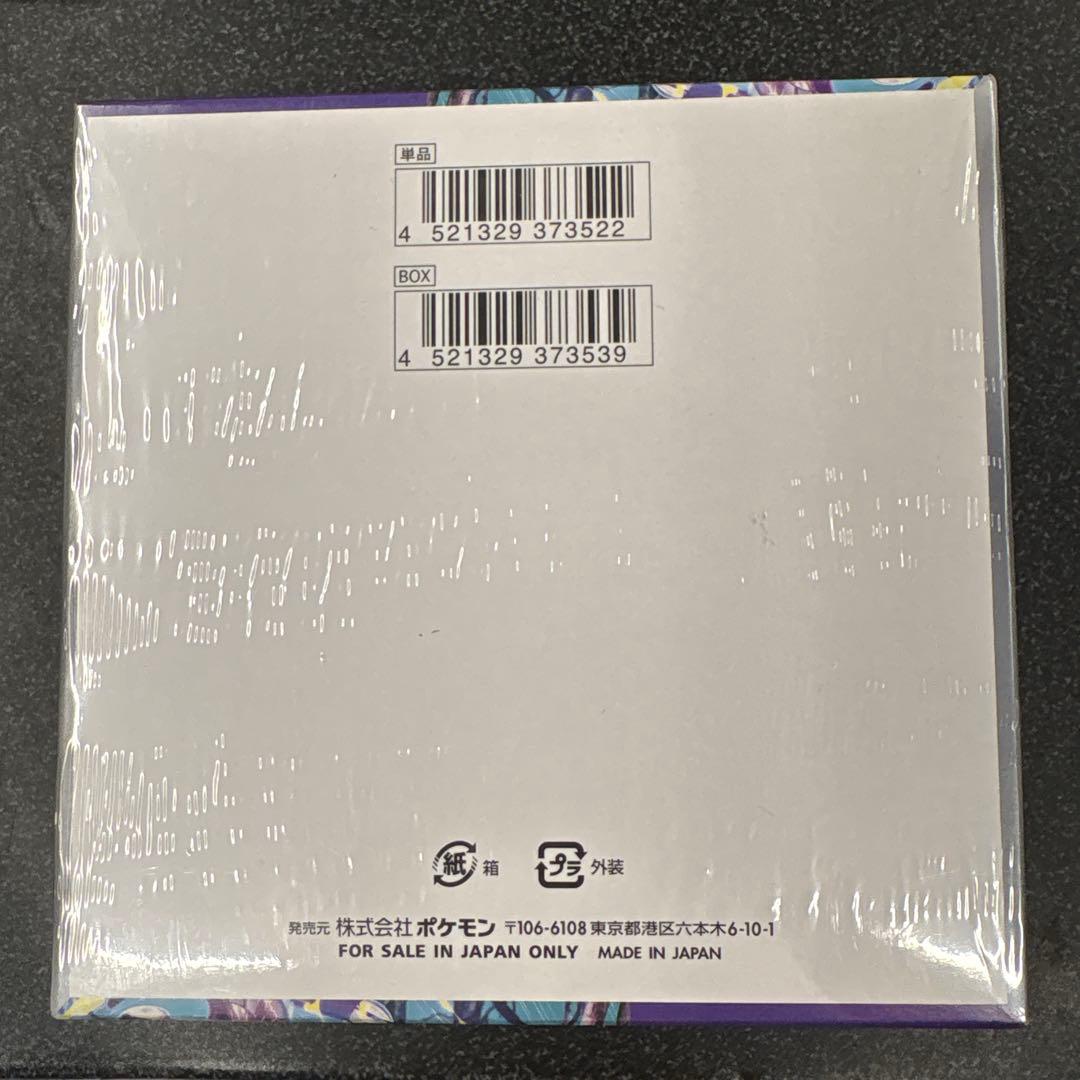 単品
4 521329 373522
BOX
4 521329 373539
紙 箱 プラ 外装
発売元 株式会社 ポケモン 〒106-6108 東京都港区六本木6-10-1
FOR SALE IN JAPAN ONLY MADE IN JAPAN